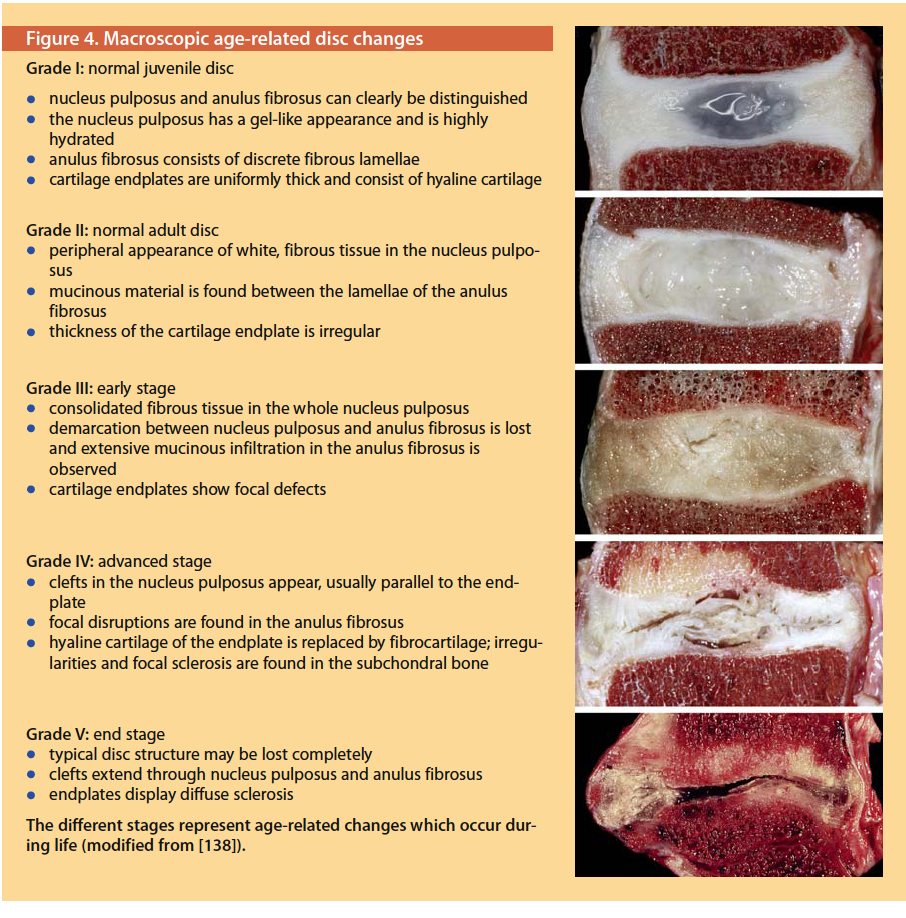 Figure 4. Macroscopic age-related disc changes
Grade I: normal juvenile disc
● nucleus pulposus and anulus fibrosus can clearly be distinguished
● the nucleus pulposus has a gel-like appearance and is highly
hydrated
● anulus fibrosus consists of discrete fibrous lamellae
● cartilage endplates are uniformly thick and consist of hyaline cartilage
Grade II: normal adult disc
● peripheral appearance of white, fibrous tissue in the nucleus pulpo-
sus
● mucinous material is found between the lamellae of the anulus
fibrosus
● thickness of the cartilage endplate is irregular
Grade III: early stage
● consolidated fibrous tissue in the whole nucleus pulposus
● demarcation between nucleus pulposus and anulus fibrosus is lost
and extensive mucinous infiltration in the anulus fibrosus is
observed
● cartilage endplates show focal defects
Grade IV: advanced stage
● clefts in the nucleus pulposus appear, usually parallel to the end-
plate
● focal disruptions are found in the anulus fibrosus
● hyaline cartilage of the endplate is replaced by fibrocartilage; irregu-
larities and focal sclerosis are found in the subchondral bone
Grade V: end stage
● typical disc structure may be lost completely
● clefts extend through nucleus pulposus and anulus fibrosus
● endplates display diffuse sclerosis
The different stages represent age-related changes which occur dur-
ing life (modified from [138]).